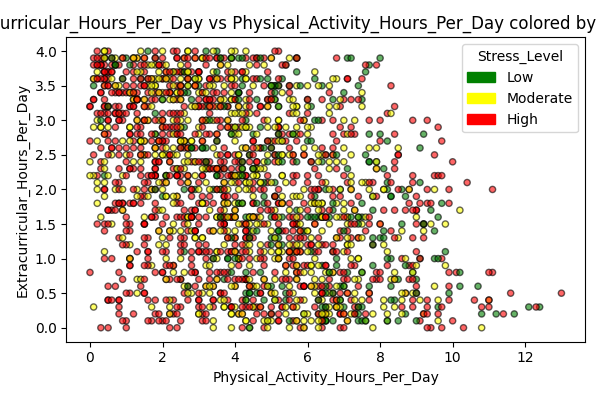 urricular_Hours_Per_Day vs Physical_Activity_Hours_Per_Day colored by
Stress_Level
Low
Moderate
High
Extracurricular_Hours_Per_Day
4.0
3.5
3.0
2.5
2.0
1.5
1.0
0.5
0.0
0 2 4 6 8 10 12
Physical_Activity_Hours_Per_Day